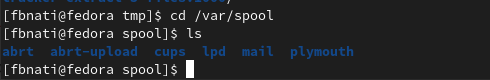 [fbnati@fedora tmp]$ cd /var/spool
[fbnati@fedora spool]$ ls
abrt abrt-upload cups lpd mail plymouth
[fbnati@fedora spool]$